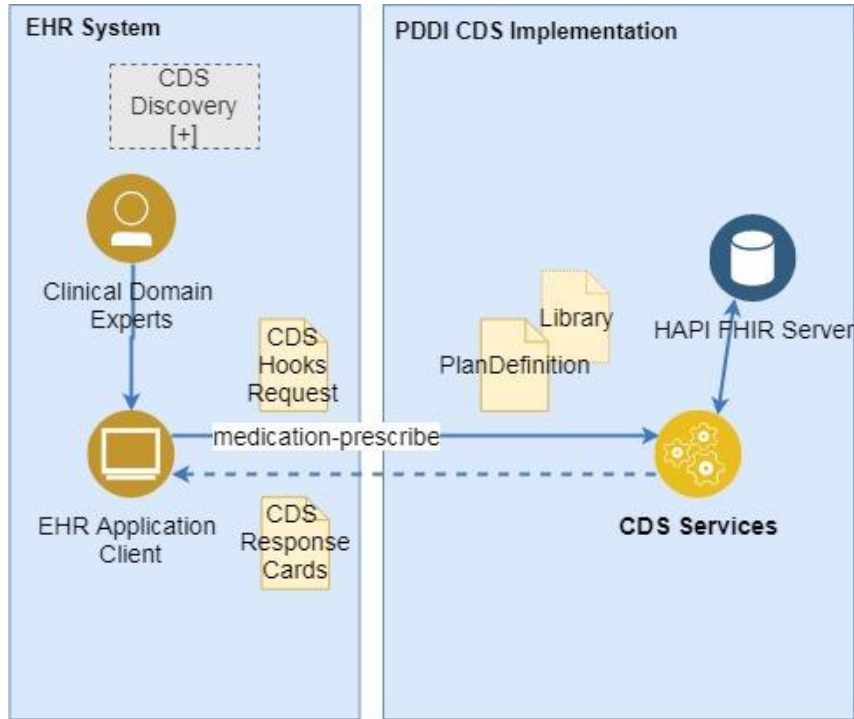 EHR System
CDS
Discovery
[+]
Clinical Domain
Experts
CDS
Hooks
Request
medication-prescribe
EHR Application
Client
CDS
Response
Cards
PDDI CDS Implementation
Library
PlanDefinition
HAPI FHIR Server
CDS Services